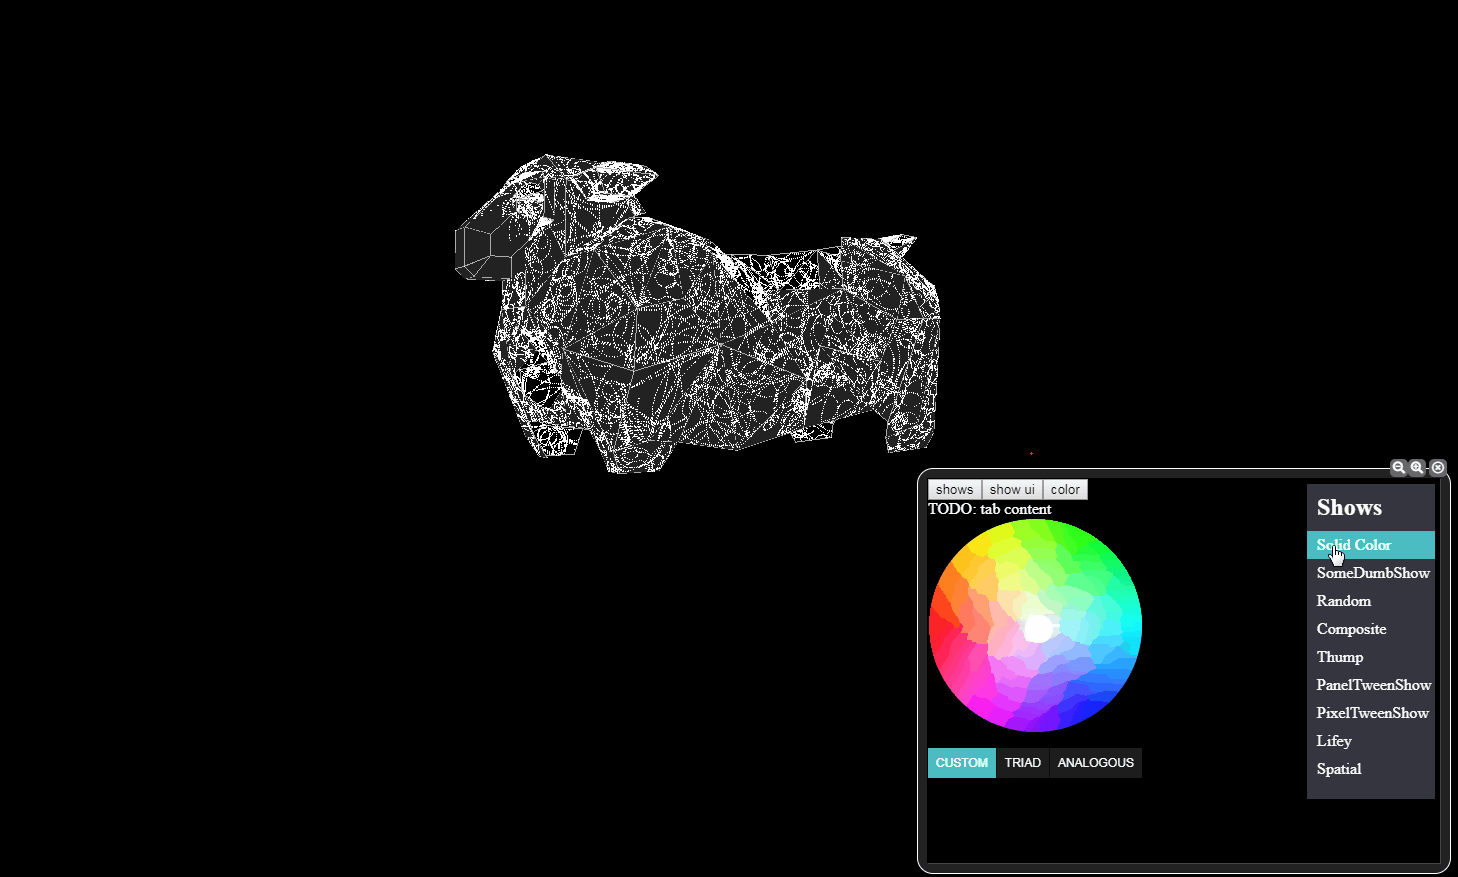 shows show ui color
TODO: tab content
CUSTOM TRIAD ANALOGOUS
Shows
Solid Color
SomeDumbShow
Random
Composite
Thump
PanelTweenShow
PixelTweenShow
Lifey
Spatial